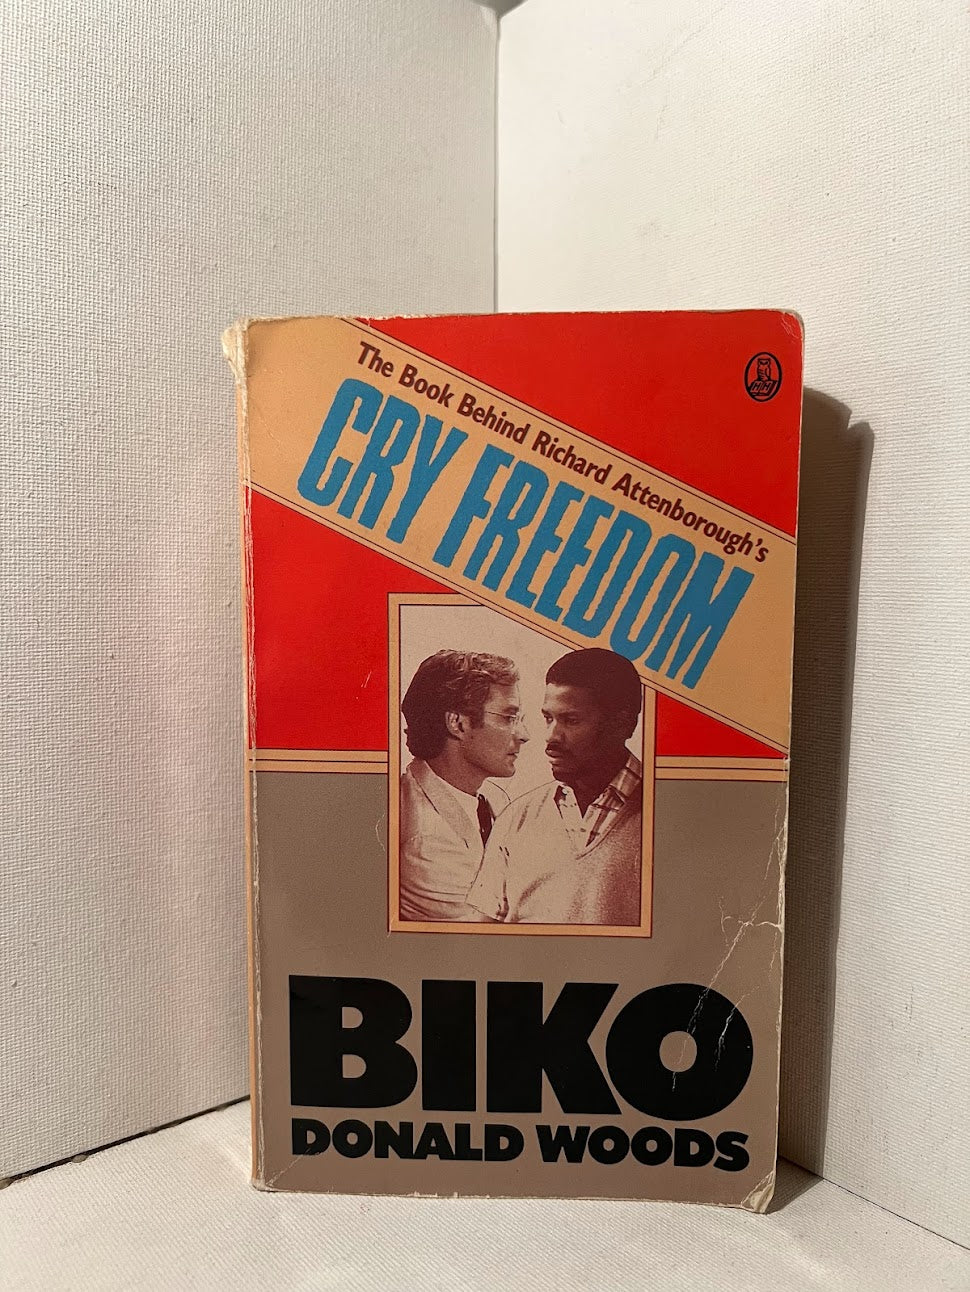 The Book Behind Richard Attenborough's
CRY FREEDOM
BIKO
DONALD WOODS